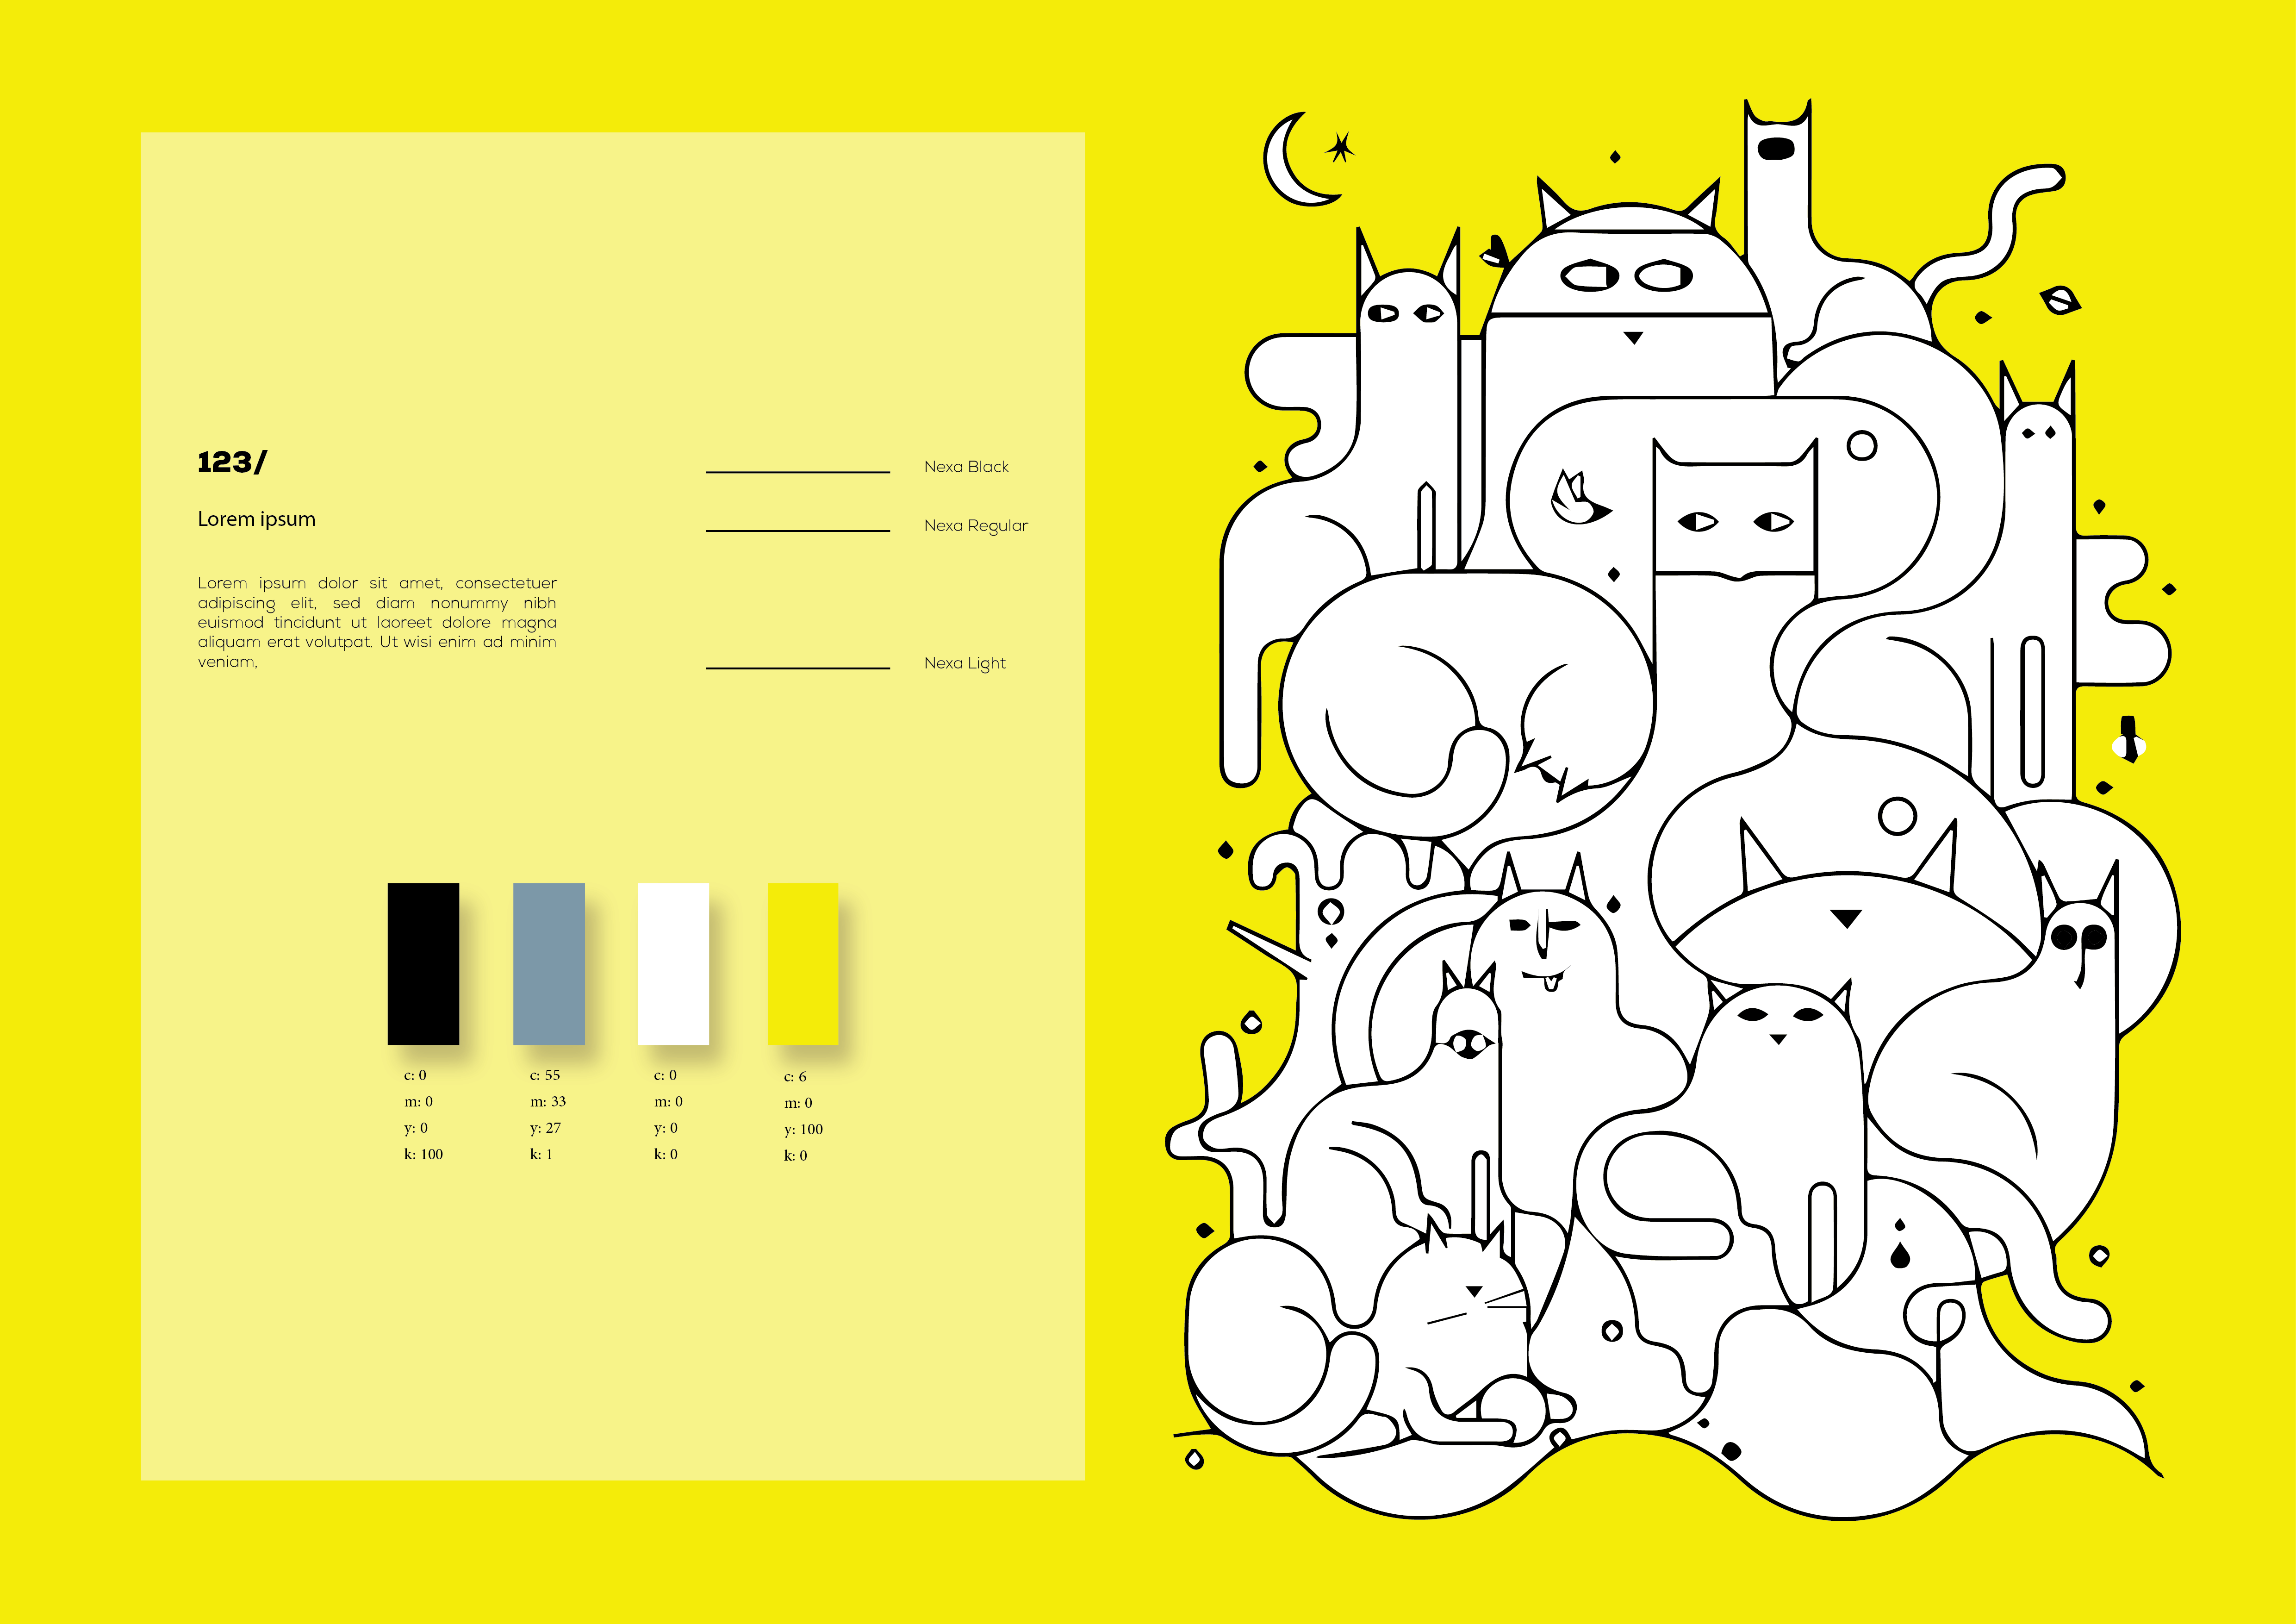 123/
Nexa Black
Lorem ipsum
Nexa Regular
Lorem ipsum dolor sit amet, consectetuer
adipiscing elit, sed diam nonummy nibh
euismod tincidunt ut laoreet dolore magna
aliquam erat volutpat. Ut wisi enim ad minim
veniam,
Nexa Light
c: 0
m: 0
y: 0
k: 100
c: 55
m: 33
y: 27
k: 1
c: 0
m: 0
y: 0
k: 0
c: 6
m: 0
y: 100
k: 0